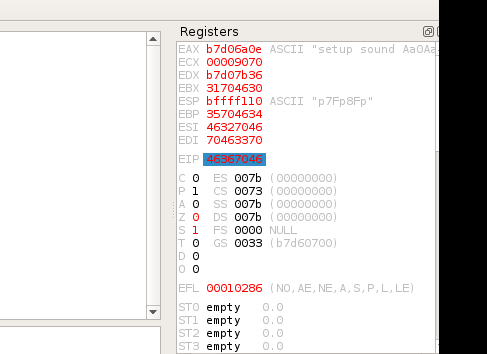 Registers
EAX b7d06a0e ASCII "setup sound Aa0Aa
ECX 00009070
EDX b7d07b36
EBX 31704630
ESP bffff110 ASCII "p7Fp8Fp"
EBP 35704634
ESI 46327046
EDI 70463370
EIP 46367046
C 0 ES 007b (00000000)
P 1 CS 0073 (00000000)
A 0 SS 007b (00000000)
Z 0 DS 007b (00000000)
S 1 FS 0000 NULL
T 0 GS 0033 (b7d60700)
D 0
O 0
EFL 00010286 (NO,AE,NE,A,S,P,L,LE)
ST0 empty 0.0
ST1 empty 0.0
ST2 empty 0.0
ST3 empty 0.0